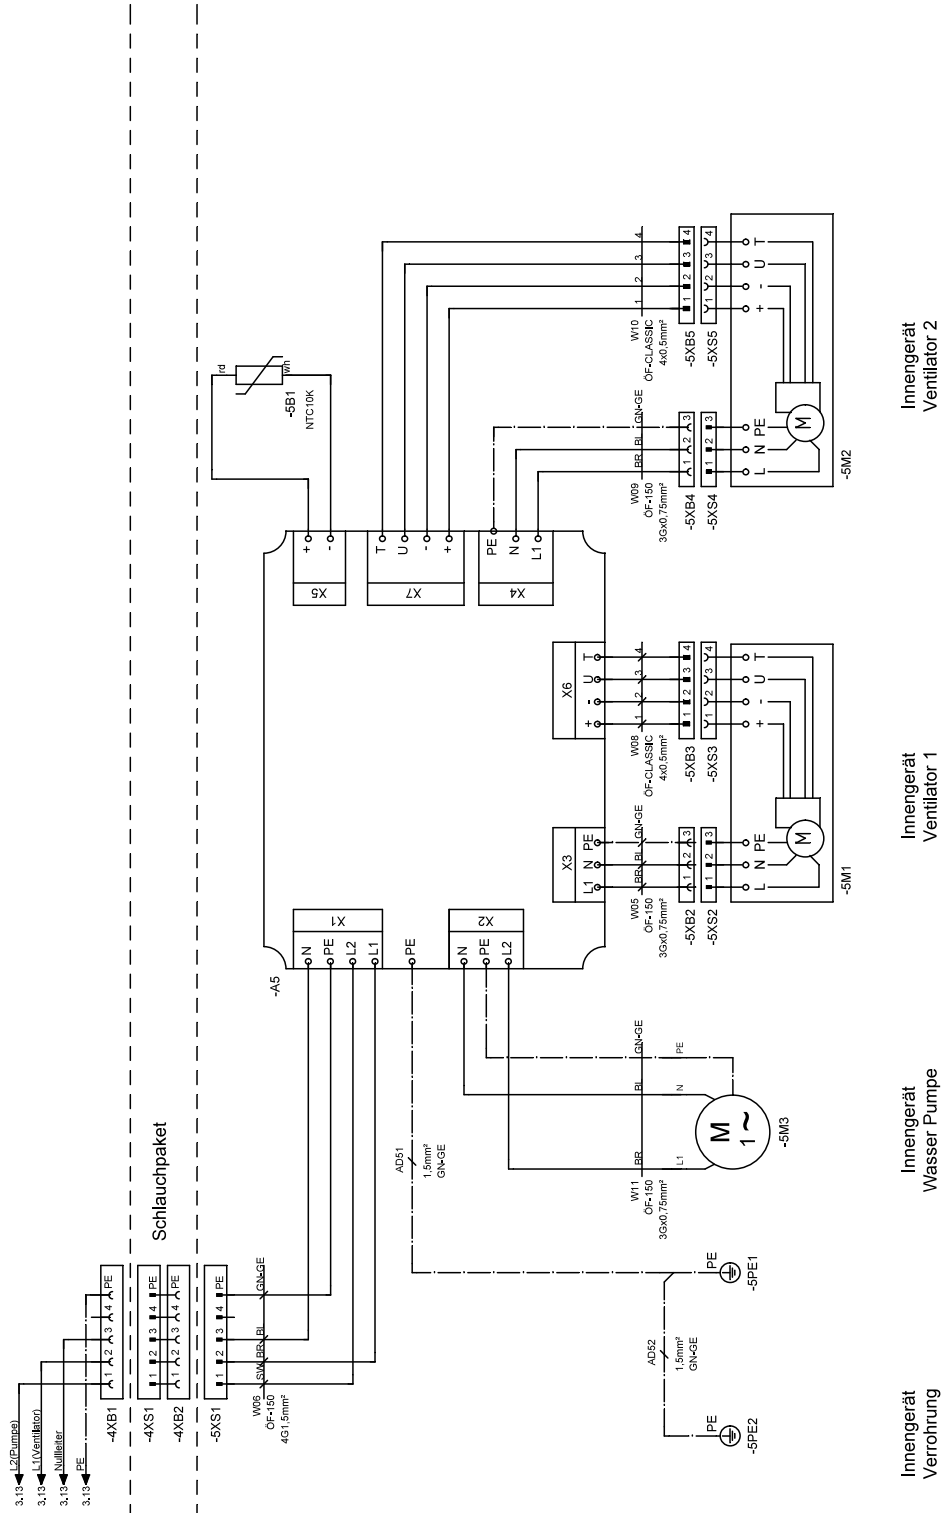 3.13 L2(Pumpe)
3.13 L1(Ventilator)
3.13 Nullleiter
3.13 PE
-4XB1 1 2 3 4 PE
Schlauchpaket
-4XS1 1 2 3 4 PE
-4XB2 1 2 3 4 PE
-5XS1 1 2 3 4 PE
W06
ÖF-150
4G1,5mm²
SW BR BL GN-GE
-A5
X1
N
PE
L2
L1
PE
X2
N
PE
L2
X5
+
-
X7
T
U
-
+
X4
PE
N
L1
rd
wh
-5B1
NTC10K
X3
L1 N PE
X6
+ - U T
AD51
1,5mm²
GN-GE
AD52
1,5mm²
GN-GE
PE
-5PE1
PE
-5PE2
W11
ÖF-150
3Gx0,75mm²
BR BL GN-GE
L1 N PE
M
1~
-5M3
W05
ÖF-150
3Gx0,75mm²
BR BL GN-GE
-5XB2 1 2 3
-5XS2 1 2 3
L N PE
W08
ÖF-CLASSIC
4x0,5mm²
1 2 3 4
-5XB3 1 2 3 4
-5XS3 1 2 3 4
+ - U T
M
-5M1
W09
ÖF-150
3Gx0,75mm²
BR BL GN-GE
-5XB4 1 2 3
-5XS4 1 2 3
L N PE
W10
ÖF-CLASSIC
4x0,5mm²
1 2 3 4
-5XB5 1 2 3 4
-5XS5 1 2 3 4
+ - U T
M
-5M2
Innengerät
Verrohrung
Innengerät
Wasser Pumpe
Innengerät
Ventilator 1
Innengerät
Ventilator 2